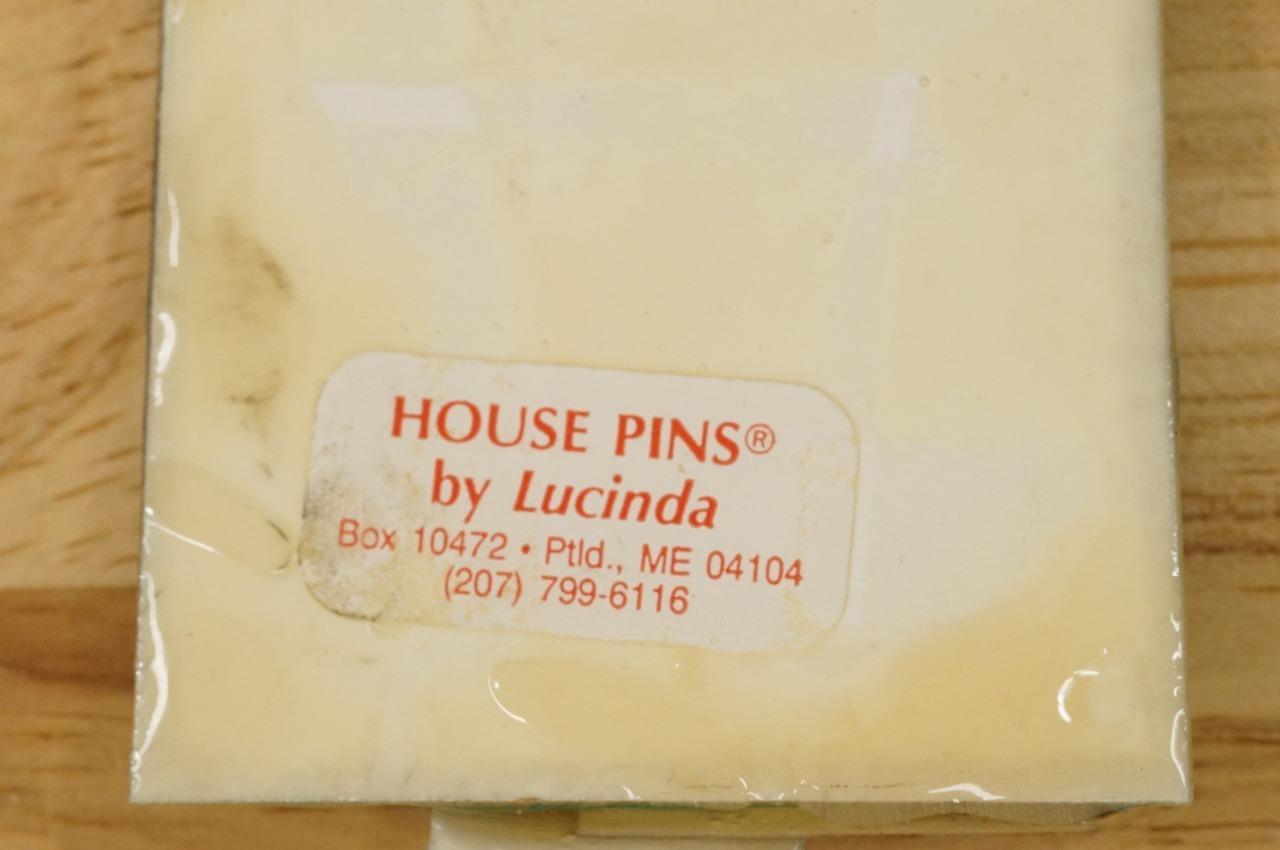 HOUSE PINS®
by Lucinda
Box 10472 • Ptld., ME 04104
(207) 799-6116